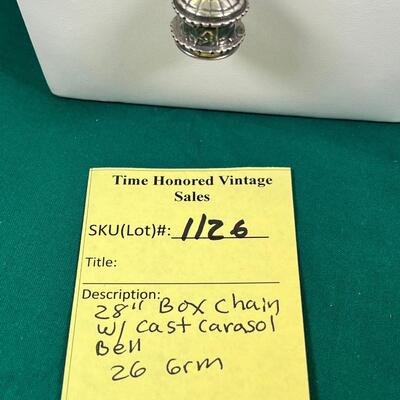 Time Honored Vintage
Sales
SKU(Lot)#: 1126
Title:
Description:
28" Box Chain
w/ Cast Carasol
Bell
26 Grm